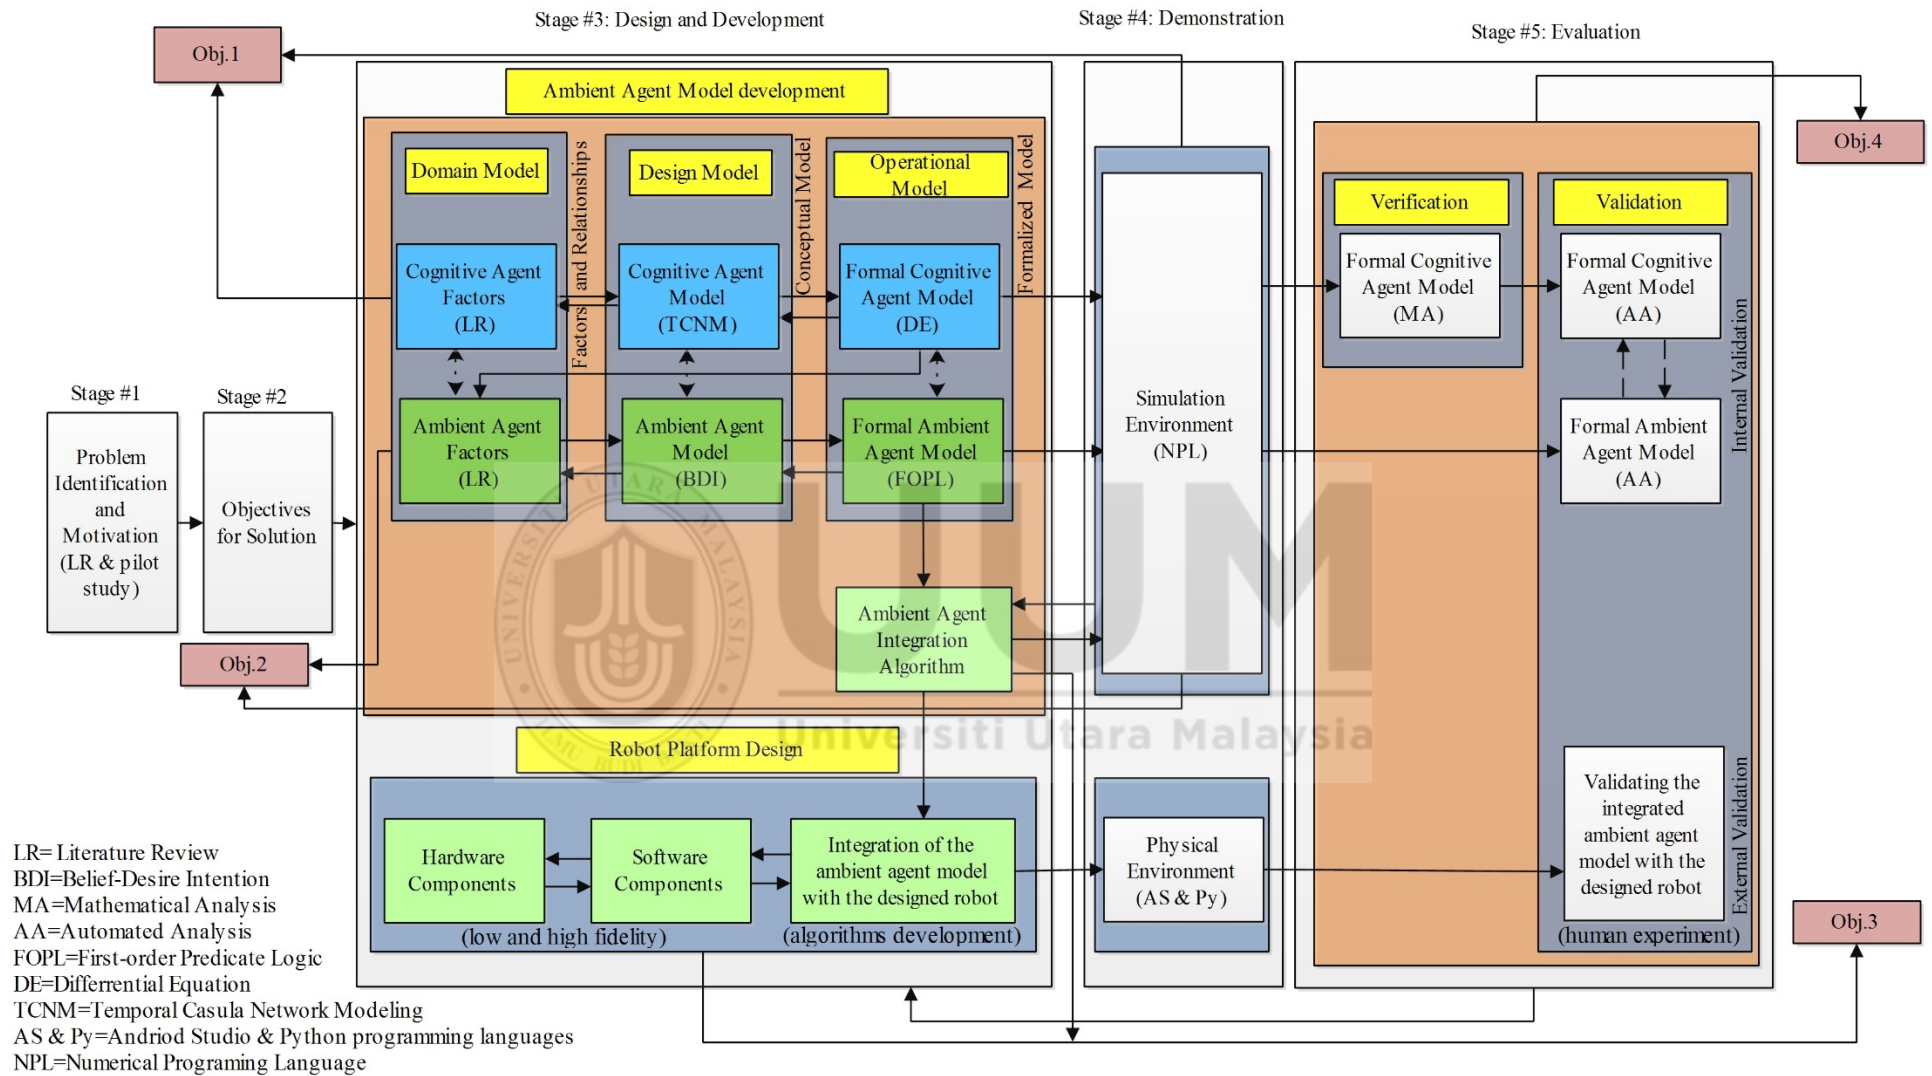 Stage #3: Design and Development
Stage #4: Demonstration
Stage #5: Evaluation
Obj.1
Ambient Agent Model development
Obj.4
Domain Model
Factors and Relationships
Design Model
Conceptual Model
Operational
Model
Formalized Model
Verification
Validation
Cognitive Agent
Factors
(LR)
Cognitive Agent
Model
(TCNM)
Formal Cognitive
Agent Model
(DE)
Formal Cognitive
Agent Model
(MA)
Formal Cognitive
Agent Model
(AA)
Internal Validation
Stage #1
Stage #2
Problem
Identification
and
Motivation
(LR & pilot
study)
Objectives
for Solution
Ambient Agent
Factors
(LR)
Ambient Agent
Model
(BDI)
Formal Ambient
Agent Model
(FOPL)
Simulation
Environment
(NPL)
Formal Ambient
Agent Model
(AA)
Ambient Agent
Integration
Algorithm
Obj.2
UNIVERSITI UTARA MALAYSIA
ILMU BUDI BAKTI
UUM
Universiti Utara Malaysia
Robot Platform Design
Hardware
Components
Software
Components
Integration of the
ambient agent model
with the designed robot
(low and high fidelity)
(algorithms development)
Physical
Environment
(AS & Py)
Validating the
integrated
ambient agent
model with the
designed robot
External Validation
(human experiment)
Obj.3
LR= Literature Review
BDI=Belief-Desire Intention
MA=Mathematical Analysis
AA=Automated Analysis
FOPL=First-order Predicate Logic
DE=Differrential Equation
TCNM=Temporal Casula Network Modeling
AS & Py=Andriod Studio & Python programming languages
NPL=Numerical Programing Language